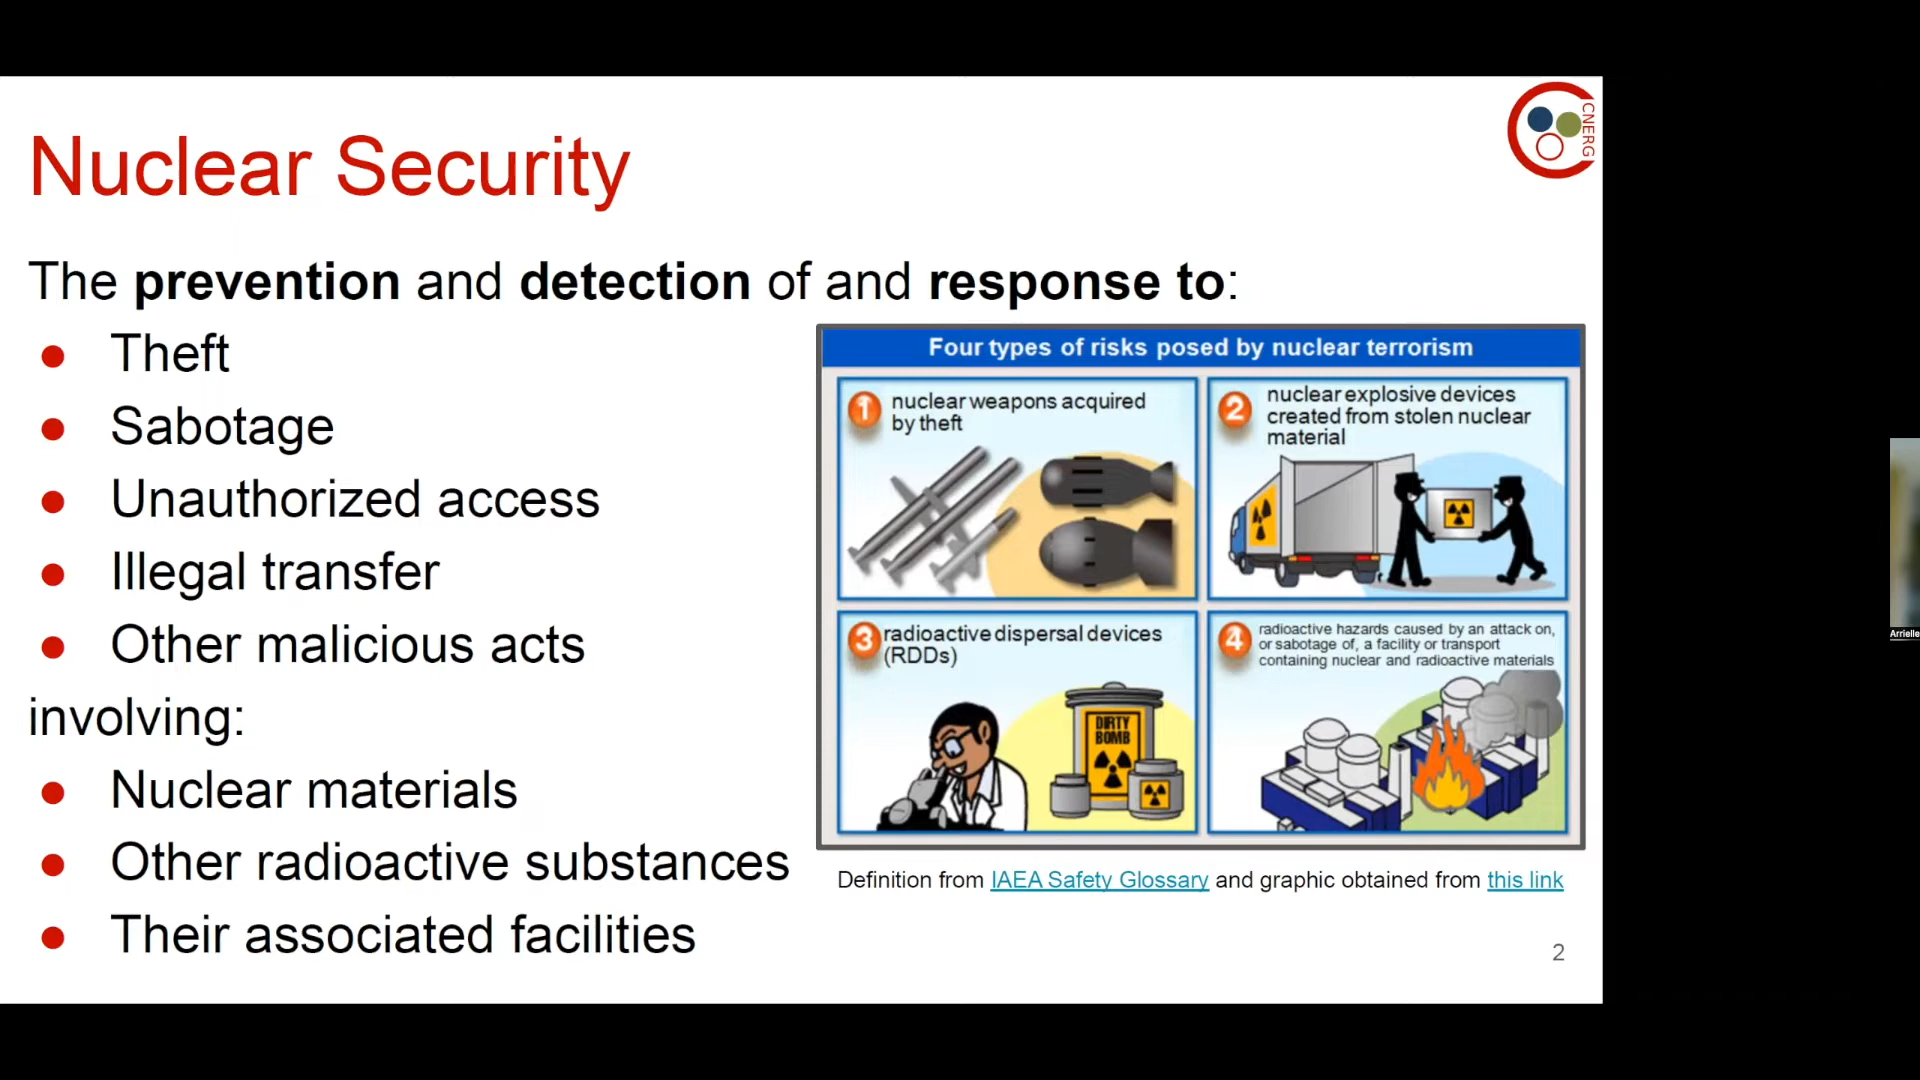 CNERG
Nuclear Security
The prevention and detection of and response to:
● Theft
● Sabotage
● Unauthorized access
● Illegal transfer
● Other malicious acts
involving:
● Nuclear materials
● Other radioactive substances
● Their associated facilities
Four types of risks posed by nuclear terrorism
1 nuclear weapons acquired
by theft
2 nuclear explosive devices
created from stolen nuclear
material
3 radioactive dispersal devices
(RDDs)
DIRTY
BOMB
4 radioactive hazards caused by an attack on,
or sabotage of, a facility or transport
containing nuclear and radioactive materials
Definition from IAEA Safety Glossary and graphic obtained from this link
2
Arrielle